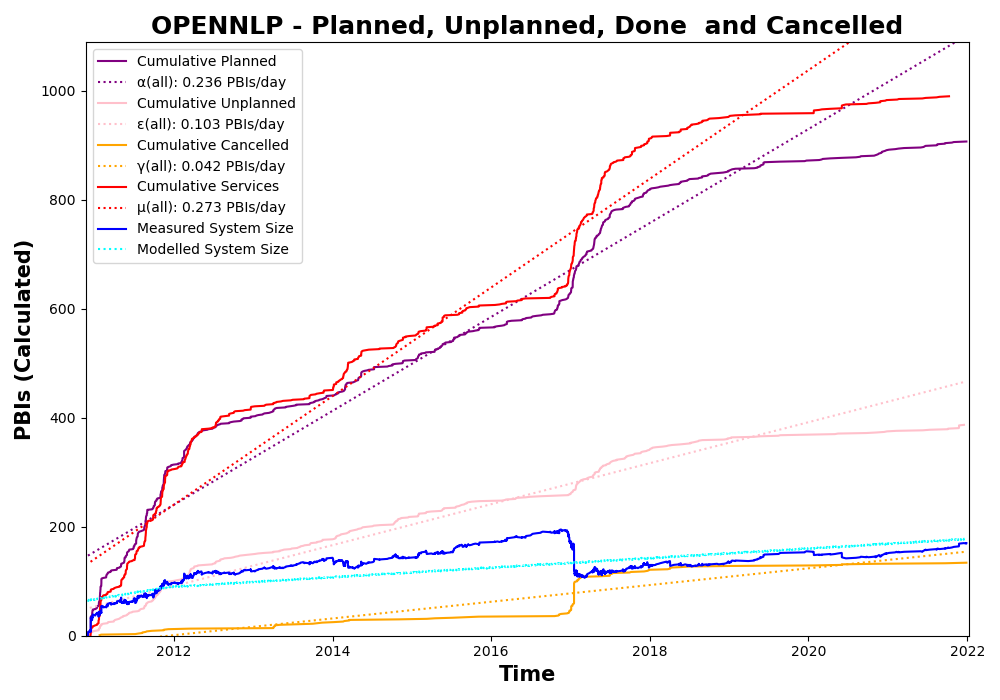 OPENNLP - Planned, Unplanned, Done  and Cancelled
PBIs (Calculated)
1000
800
600
400
200
0
Cumulative Planned
α(all): 0.236 PBIs/day
Cumulative Unplanned
ε(all): 0.103 PBIs/day
Cumulative Cancelled
γ(all): 0.042 PBIs/day
Cumulative Services
μ(all): 0.273 PBIs/day
Measured System Size
Modelled System Size
2012 2014 2016 2018 2020 2022
Time